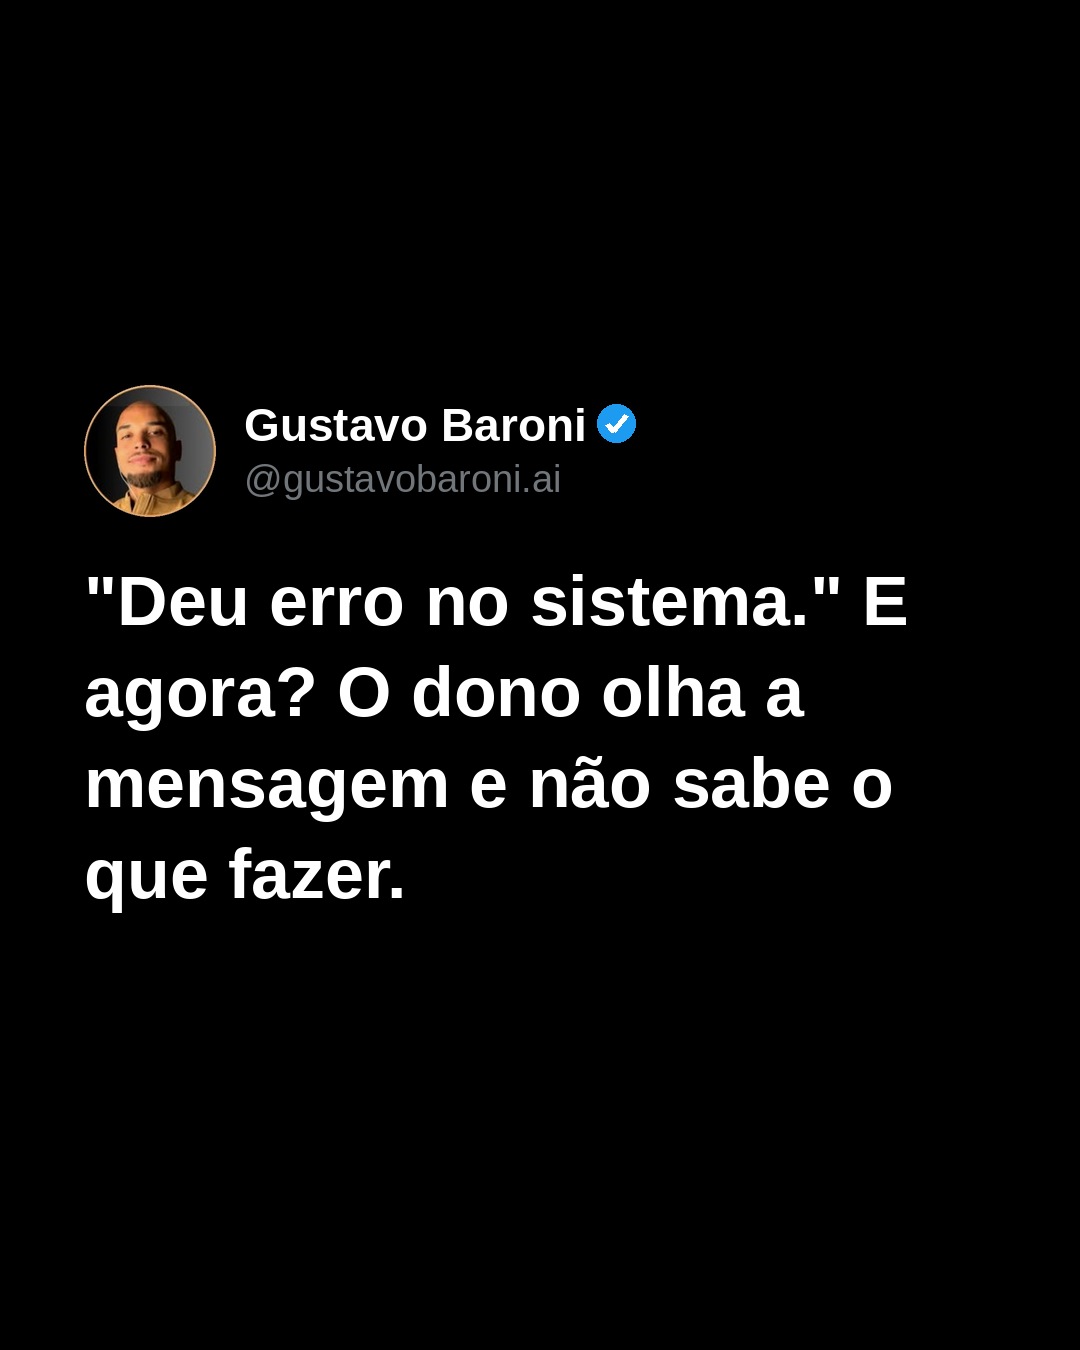 Gustavo Baroni
@gustavobaroni.ai
"Deu erro no sistema." E
agora? O dono olha a
mensagem e não sabe o
que fazer.